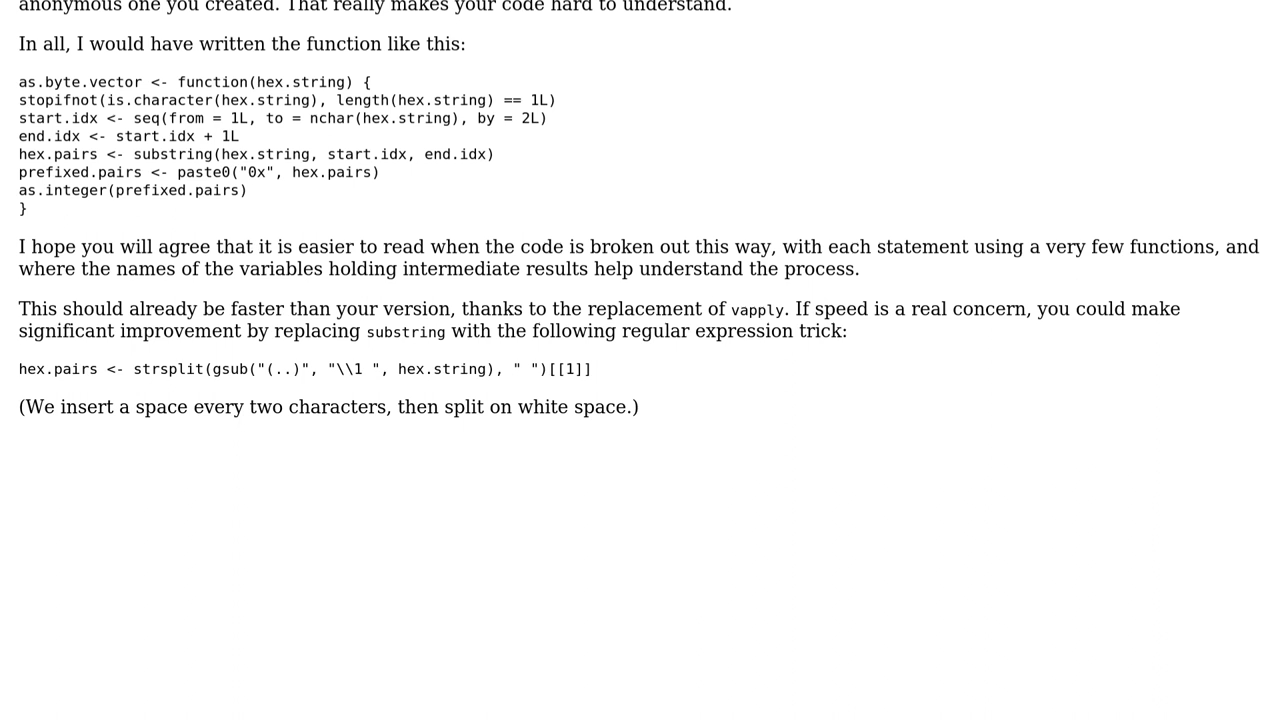 anonymous one you created. That really makes your code hard to understand.
In all, I would have written the function like this:
as.byte.vector <- function(hex.string) {
stopifnot(is.character(hex.string), length(hex.string) == 1L)
start.idx <- seq(from = 1L, to = nchar(hex.string), by = 2L)
end.idx <- start.idx + 1L
hex.pairs <- substring(hex.string, start.idx, end.idx)
prefixed.pairs <- paste0("0x", hex.pairs)
as.integer(prefixed.pairs)
}
I hope you will agree that it is easier to read when the code is broken out this way, with each statement using a very few functions, and
where the names of the variables holding intermediate results help understand the process.
This should already be faster than your version, thanks to the replacement of vapply. If speed is a real concern, you could make
significant improvement by replacing substring with the following regular expression trick:
hex.pairs <- strsplit(gsub("(..)", "\\1 ", hex.string), " ")[[1]]
(We insert a space every two characters, then split on white space.)